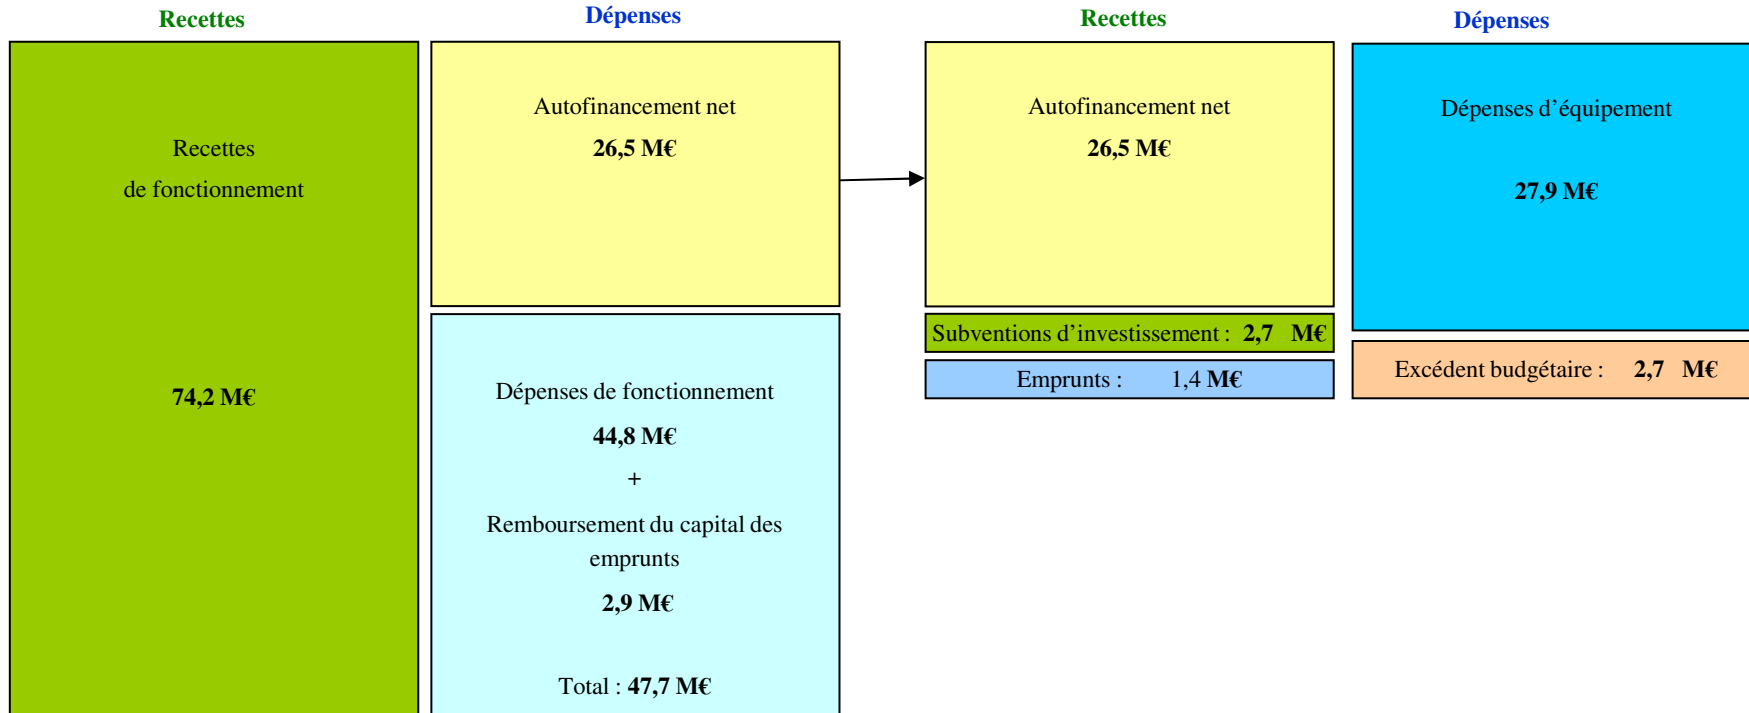 Recettes
Dépenses
Recettes
Dépenses
Recettes
de fonctionnement
74,2 M€
Autofinancement net
26,5 M€
Dépenses de fonctionnement
44,8 M€
+
Remboursement du capital des
emprunts
2,9 M€
Total : 47,7 M€
Autofinancement net
26,5 M€
Subventions d’investissement : 2,7 M€
Emprunts : 1,4 M€
Dépenses d’équipement
27,9 M€
Excédent budgétaire : 2,7 M€